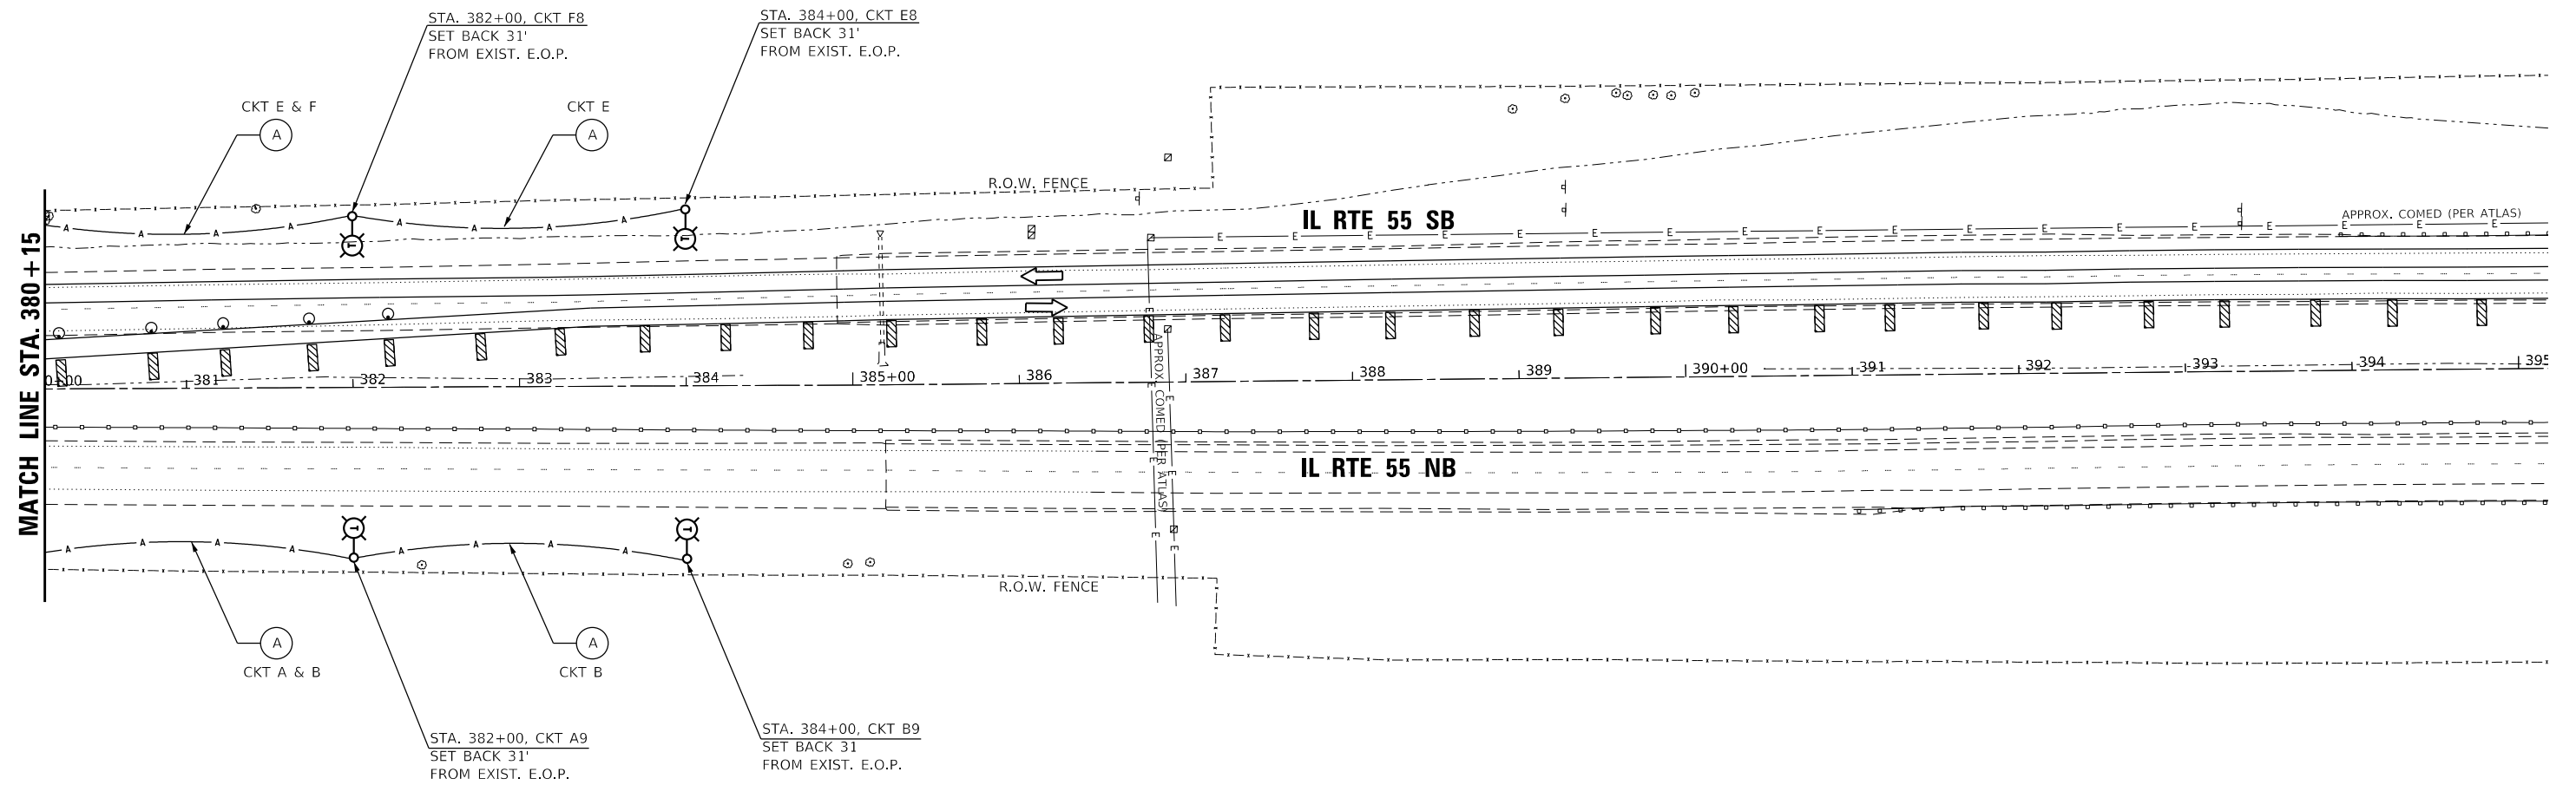 STA. 382+00, CKT F8
SET BACK 31'
FROM EXIST. E.O.P.
STA. 384+00, CKT E8
SET BACK 31'
FROM EXIST. E.O.P.
CKT E & F
A
CKT E
A
R.O.W. FENCE
IL RTE 55 SB
APPROX. COMED (PER ATLAS)
A A A A A A A
E E E E E E E E E E E E E E E E E
T
T
MATCH LINE STA. 380+15
0+00
381
382
383
384
385+00
386
387
388
389
390+00
391
392
393
394
395
APPROX. COMED (PER ATLAS)
E E E E
E E E E
IL RTE 55 NB
T
T
A A A A A A A A
R.O.W. FENCE
A
CKT A & B
A
CKT B
STA. 382+00, CKT A9
SET BACK 31'
FROM EXIST. E.O.P.
STA. 384+00, CKT B9
SET BACK 31
FROM EXIST. E.O.P.